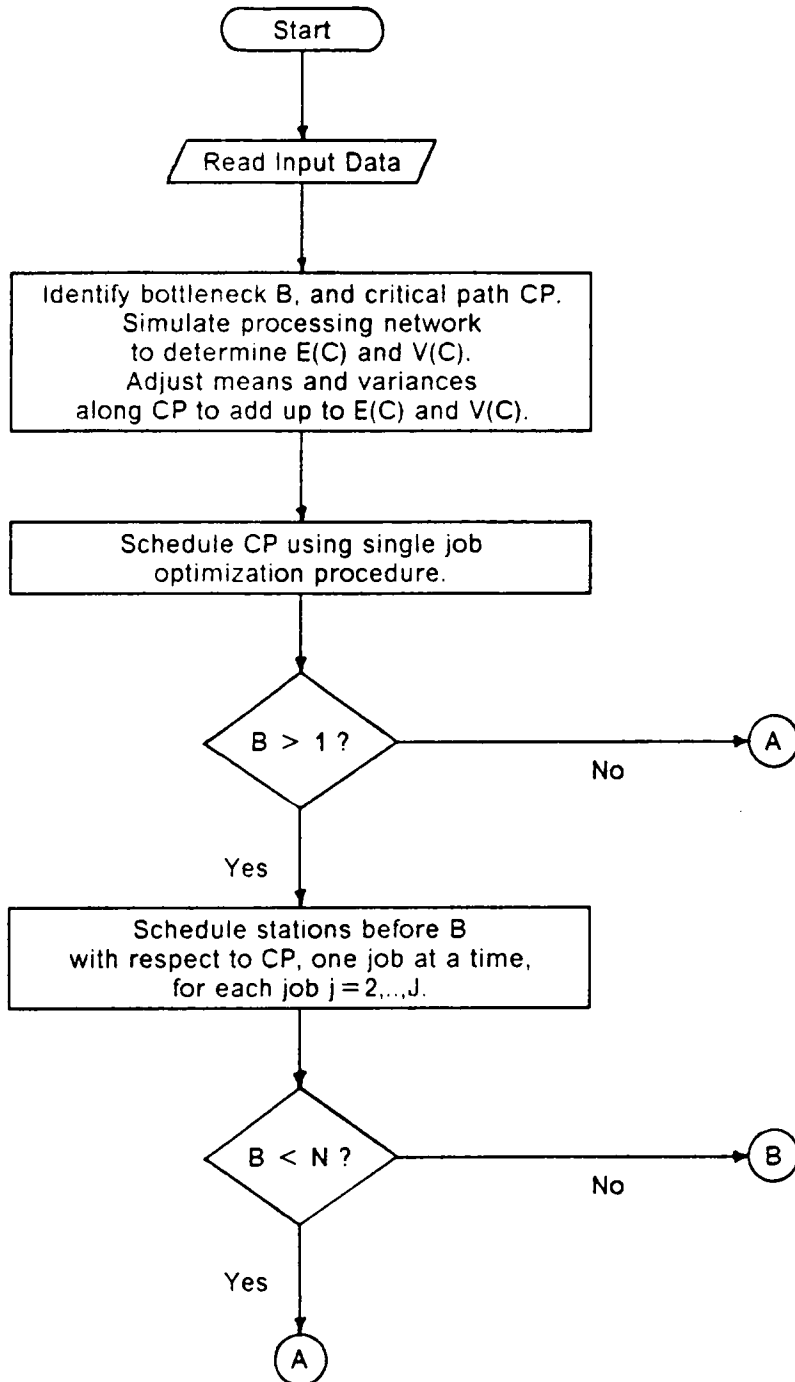 Start
Read Input Data
Identify bottleneck B, and critical path CP.
Simulate processing network
to determine E(C) and V(C).
Adjust means and variances
along CP to add up to E(C) and V(C).
Schedule CP using single job
optimization procedure.
B > 1 ?
A
No
Yes
Schedule stations before B
with respect to CP, one job at a time,
for each job j = 2,..,J.
B < N ?
B
No
Yes
A